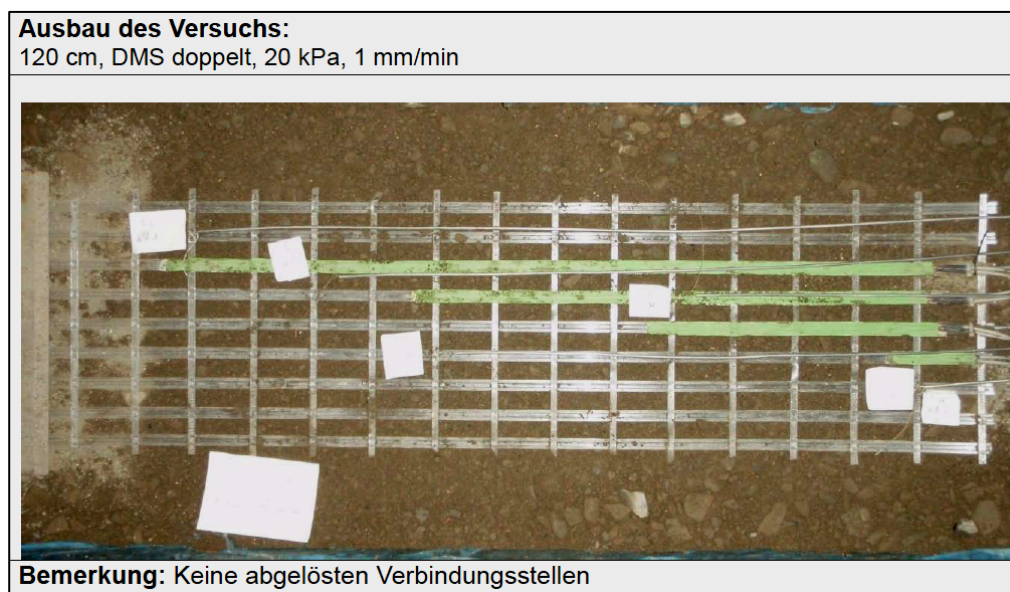 Ausbau des Versuchs:
120 cm, DMS doppelt, 20 kPa, 1 mm/min
Bemerkung: Keine abgelösten Verbindungsstellen